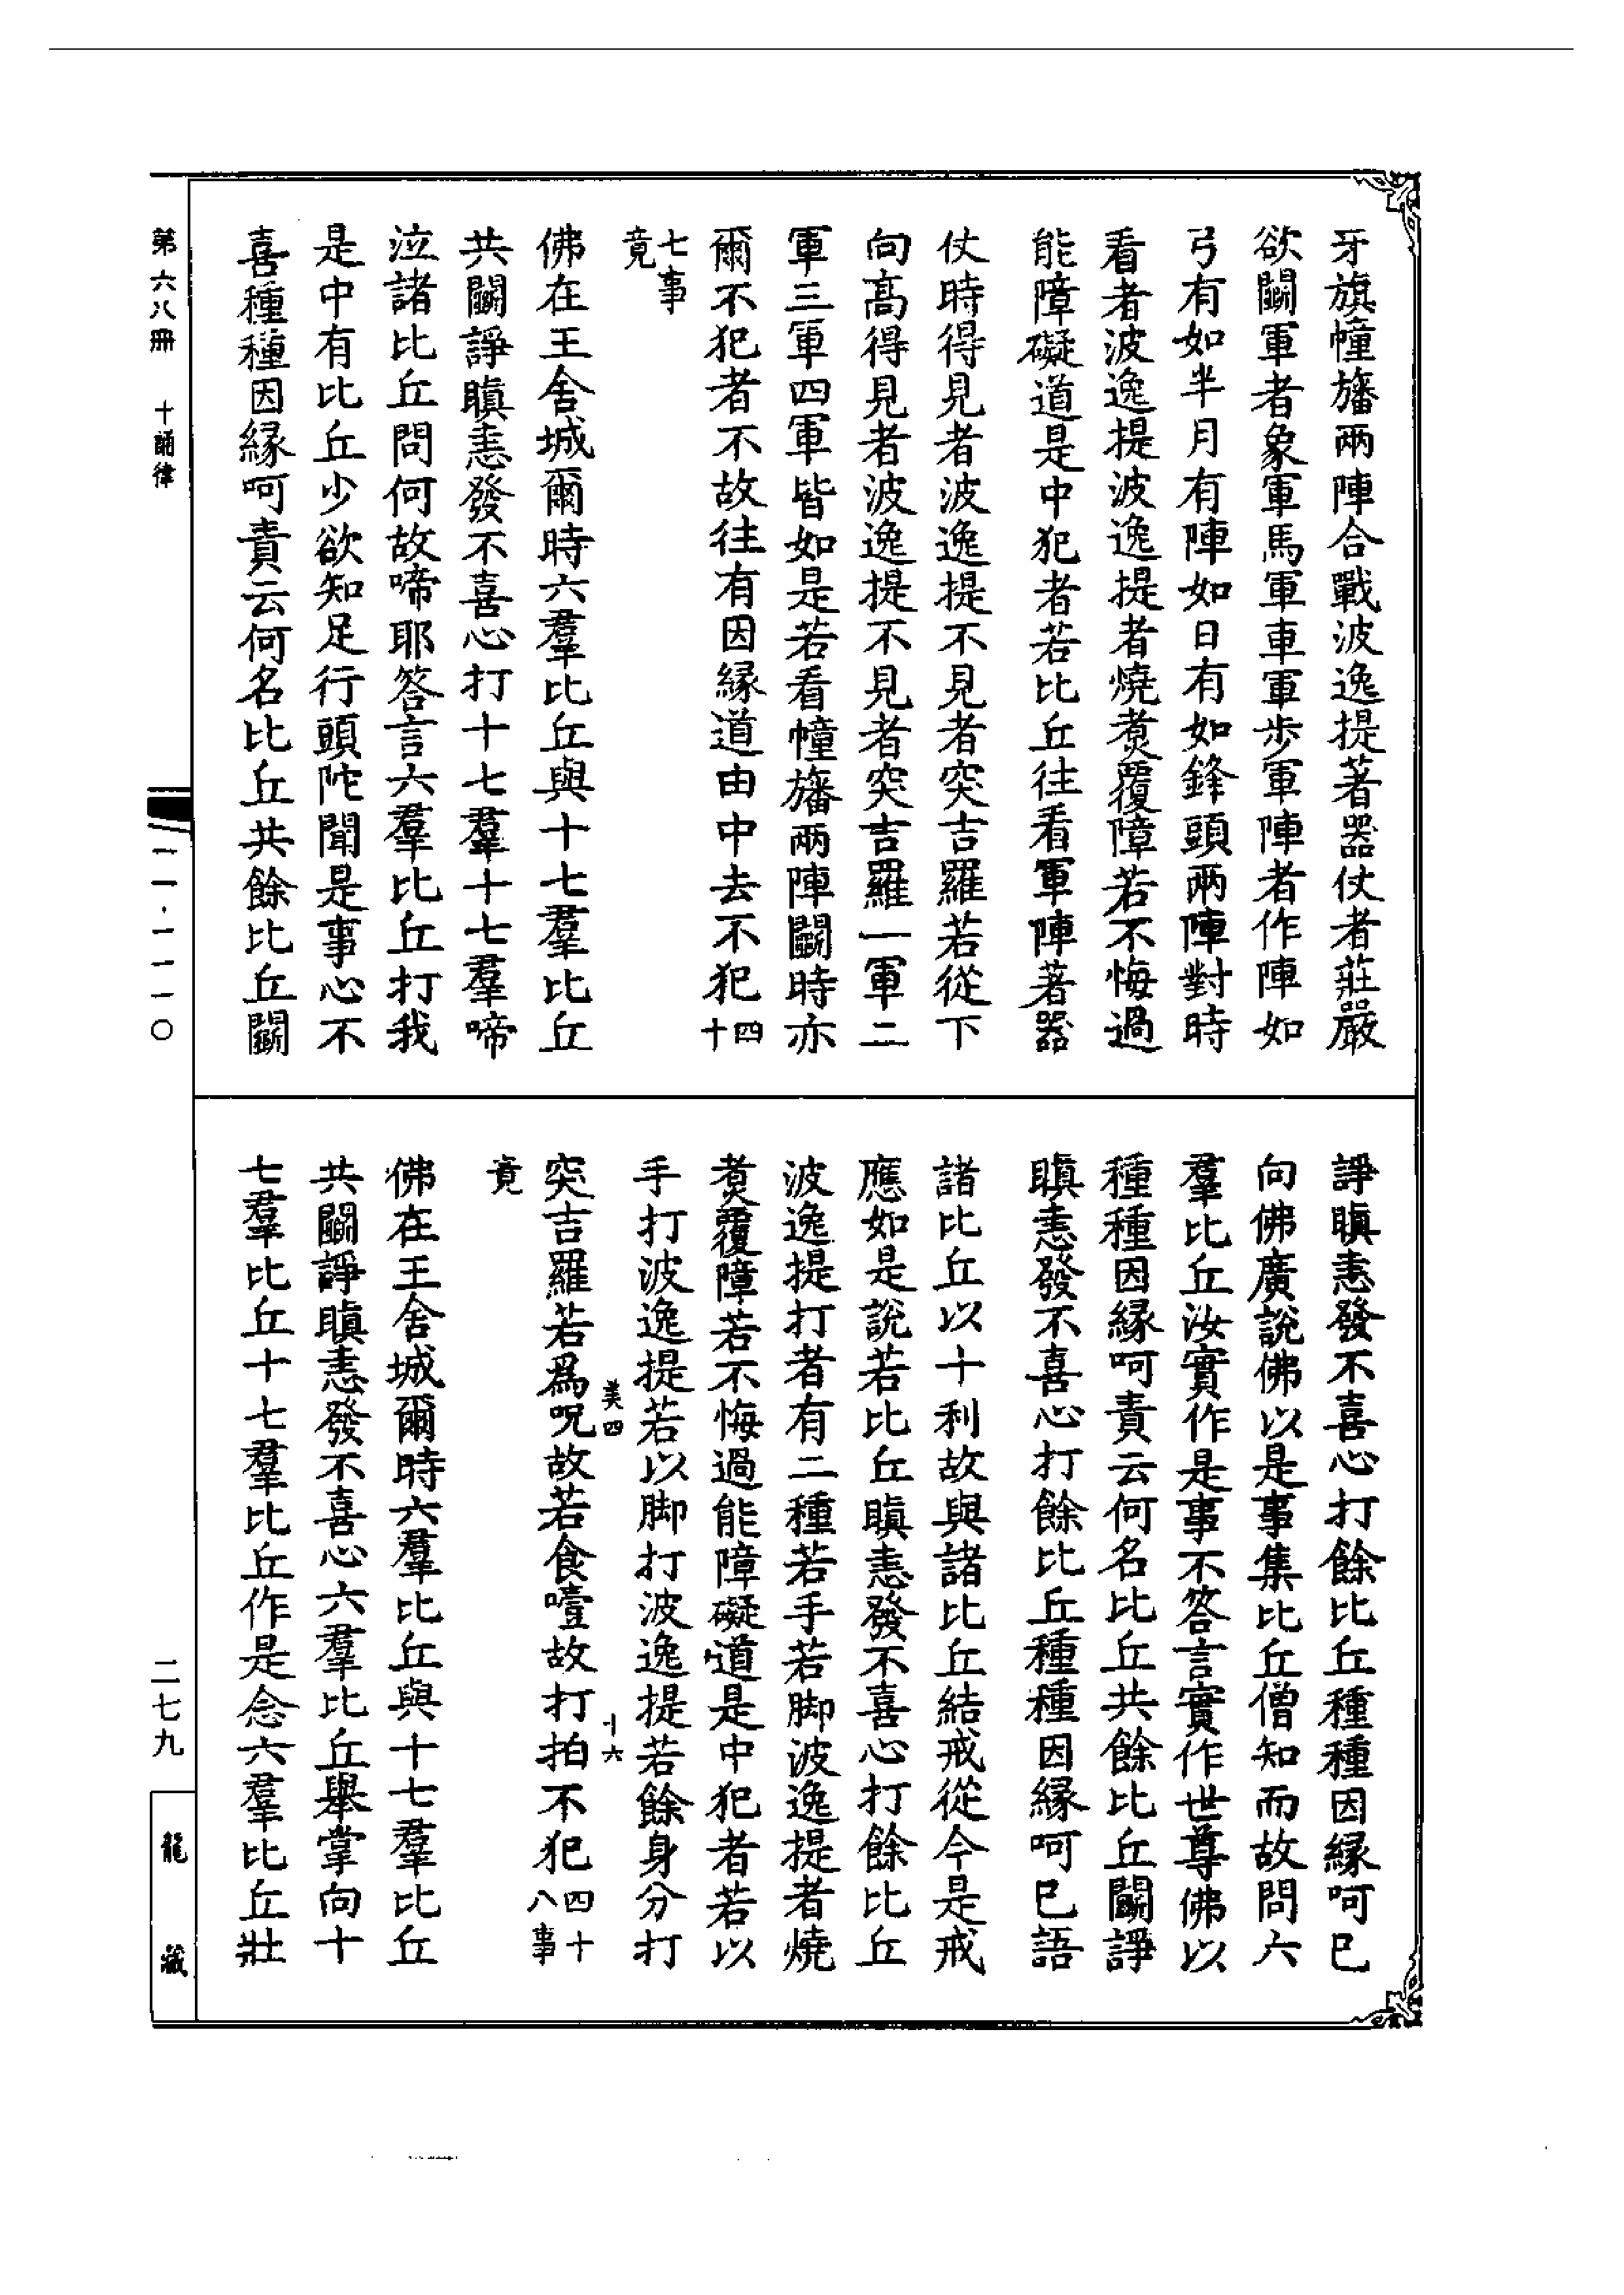 牙旗幢旛兩陣合戰波逸提著器仗者莊嚴
欲鬭軍者象軍馬軍車軍步軍陣者作陣如
弓有如半月有陣如日有如鋒頭兩陣對時
看者波逸提波逸提者燒煑覆障若不悔過
能障礙道是中犯者若比丘往看軍陣著器
仗時得見者波逸提不見者突吉羅若從下
向高得見者波逸提不見者突吉羅一軍二
軍三軍四軍皆如是若看幢旛兩陣鬭時亦
爾不犯者不故往有因緣道由中去不犯四十
七事竟
佛在王舍城爾時六羣比丘與十七羣比丘
共鬭諍瞋恚發不喜心打十七羣十七羣啼
泣諸比丘問何故啼耶答言六羣比丘打我
是中有比丘少欲知足行頭陀聞是事心不
喜種種因緣呵責云何名比丘共餘比丘鬭
諍瞋恚發不喜心打餘比丘種種因緣呵已
向佛廣說佛以是事集比丘僧知而故問六
羣比丘汝實作是事不答言實作世尊佛以
種種因緣呵責云何名比丘共餘比丘鬭諍
瞋恚發不喜心打餘比丘種種因緣呵已語
諸比丘以十利故與諸比丘結戒從今是戒
應如是說若比丘瞋恚發不喜心打餘比丘
波逸提打者有二種若手若脚波逸提者燒
煑覆障若不悔過能障礙道是中犯者若以
手打波逸提若以脚打波逸提若餘身分打
美四
十六
突吉羅若爲呪故若食噎故打拍不犯四十八事
竟
佛在王舍城爾時六羣比丘與十七羣比丘
共鬭諍瞋恚發不喜心六羣比丘舉掌向十
七羣比丘十七羣比丘作是念六羣比丘壯
第六八冊 十誦律
一一·一一一〇
二七九
龍藏